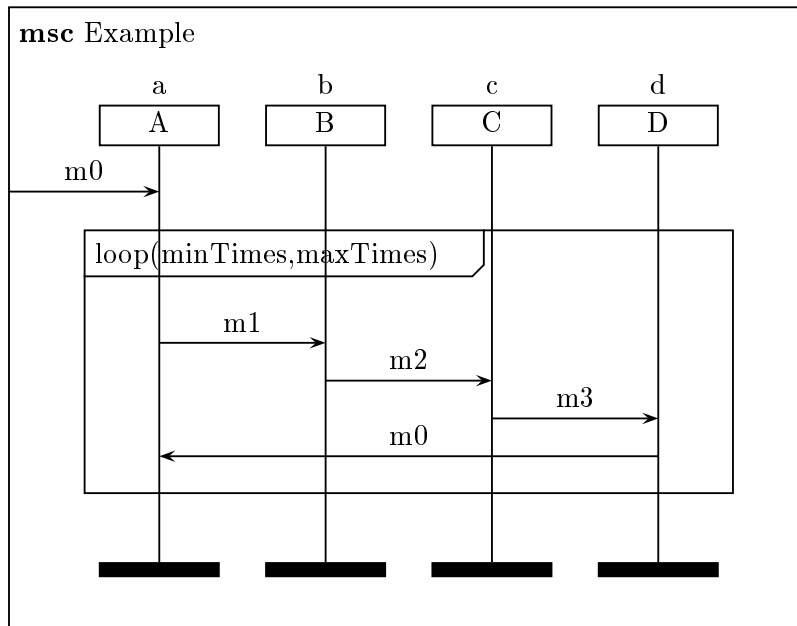 msc Example
a b c d
A B C D
m0
loop(minTimes,maxTimes)
m1
m2
m3
m0